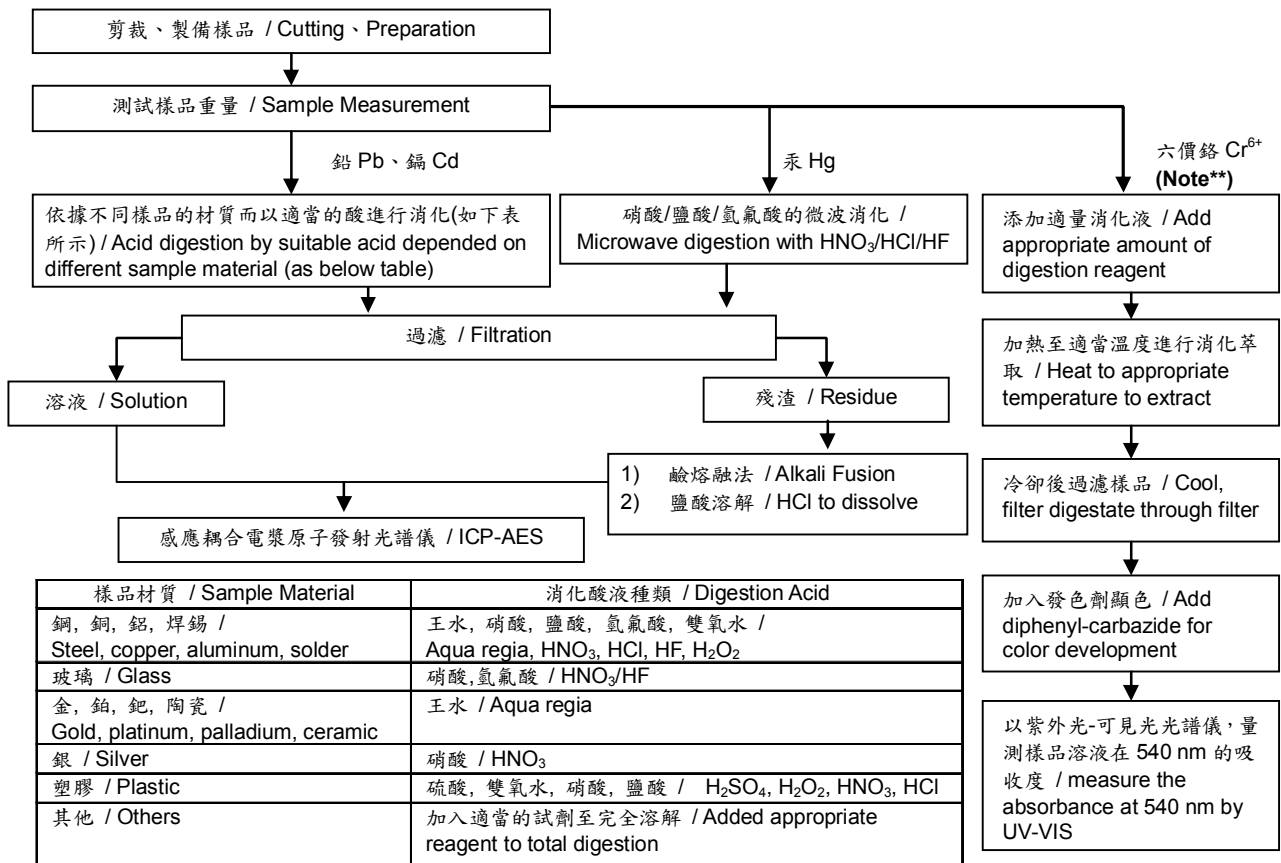 剪裁、製備樣品 / Cutting、Preparation
測試樣品重量 / Sample Measurement
鉛 Pb、鎘 Cd
汞 Hg
六價鉻 Cr⁶⁺
(Note**)
依據不同樣品的材質而以適當的酸進行消化(如下表
所示) / Acid digestion by suitable acid depended on
different sample material (as below table)
硝酸/鹽酸/氫氟酸的微波消化 /
Microwave digestion with HNO₃/HCl/HF
添加適量消化液 / Add
appropriate amount of
digestion reagent
過濾 / Filtration
加熱至適當溫度進行消化萃
取 / Heat to appropriate
temperature to extract
溶液 / Solution
殘渣 / Residue
1) 鹼熔融法 / Alkali Fusion
2) 鹽酸溶解 / HCl to dissolve
冷卻後過濾樣品 / Cool,
filter digestate through filter
感應耦合電漿原子發射光譜儀 / ICP-AES
加入發色劑顯色 / Add
diphenyl-carbazide for
color development
以紫外光-可見光光譜儀，量
測樣品溶液在 540 nm 的吸
收度 / measure the
absorbance at 540 nm by
UV-VIS
樣品材質 / Sample Material
消化酸液種類 / Digestion Acid
鋼, 銅, 鋁, 焊錫 /
Steel, copper, aluminum, solder
王水, 硝酸, 鹽酸, 氫氟酸, 雙氧水 /
Aqua regia, HNO₃, HCl, HF, H₂O₂
玻璃 / Glass
硝酸,氫氟酸 / HNO₃/HF
金, 鉑, 鈀, 陶瓷 /
Gold, platinum, palladium, ceramic
王水 / Aqua regia
銀 / Silver
硝酸 / HNO₃
塑膠 / Plastic
硫酸, 雙氧水, 硝酸, 鹽酸 / H₂SO₄, H₂O₂, HNO₃, HCl
其他 / Others
加入適當的試劑至完全溶解 / Added appropriate
reagent to total digestion